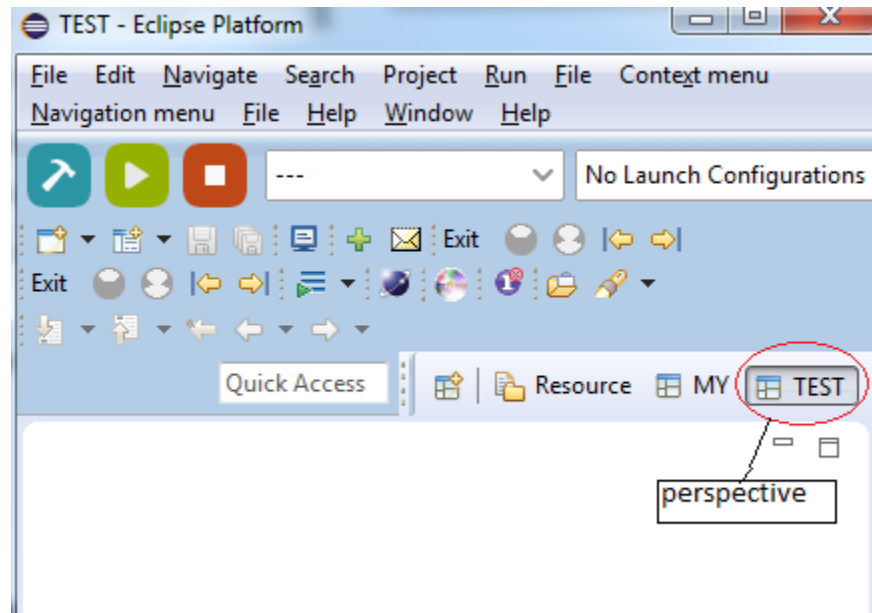 TEST - Eclipse Platform
File Edit Navigate Search Project Run File Context menu
Navigation menu File Help Window Help
--- No Launch Configurations
Exit
Exit
Quick Access Resource MY TEST
perspective